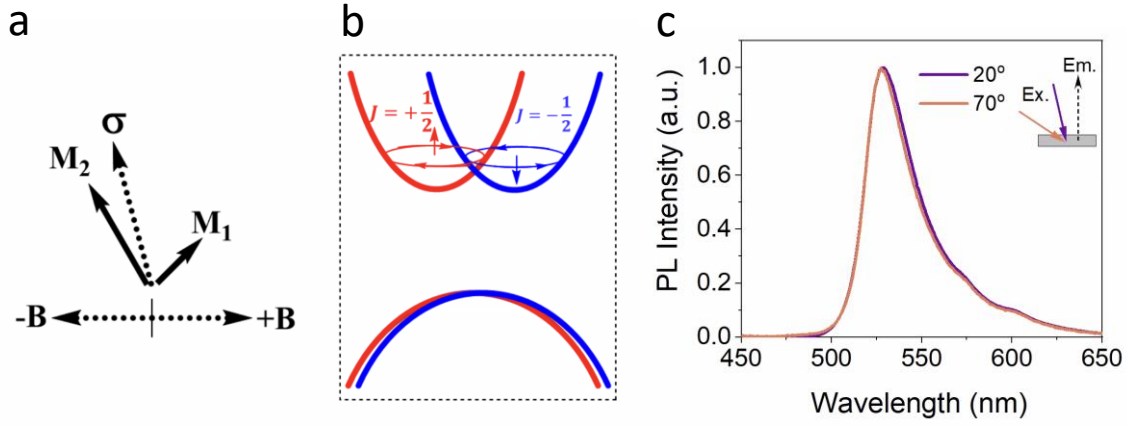 a
σ
M₂
M₁
-B
+B
b
J = +1/2
J = -1/2
c
PL Intensity (a.u.)
1.0
0.8
0.6
0.4
0.2
0.0
20°
70°
Ex.
Em.
450
500
550
600
650
Wavelength (nm)